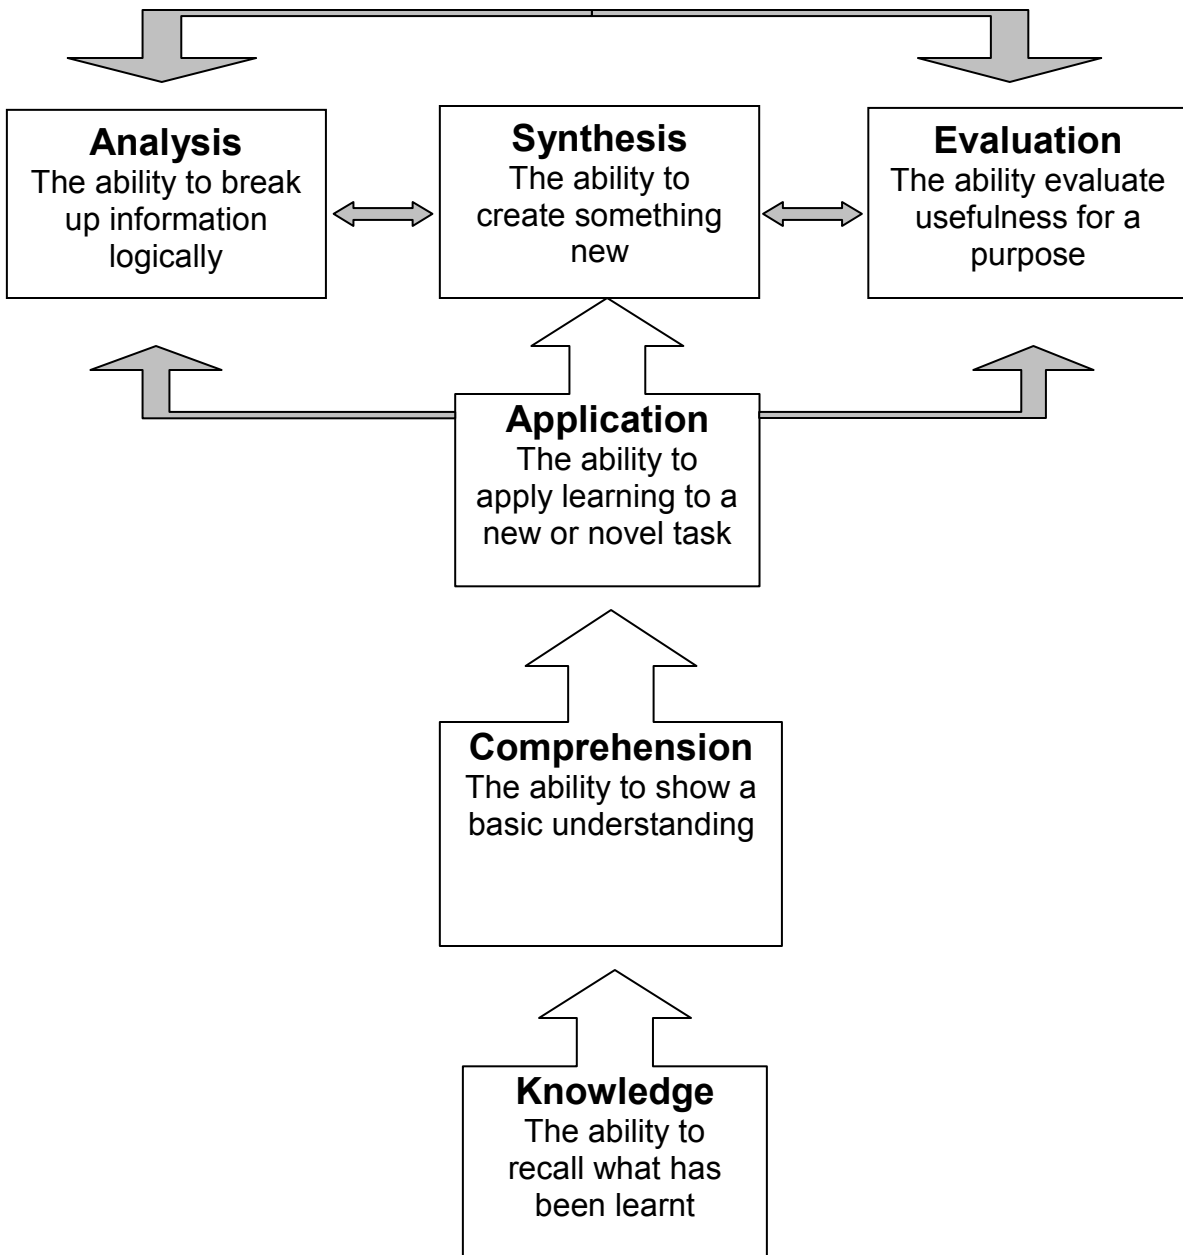 Analysis
The ability to break
up information
logically
Synthesis
The ability to
create something
new
Evaluation
The ability evaluate
usefulness for a
purpose
Application
The ability to
apply learning to a
new or novel task
Comprehension
The ability to show a
basic understanding
Knowledge
The ability to
recall what has
been learnt